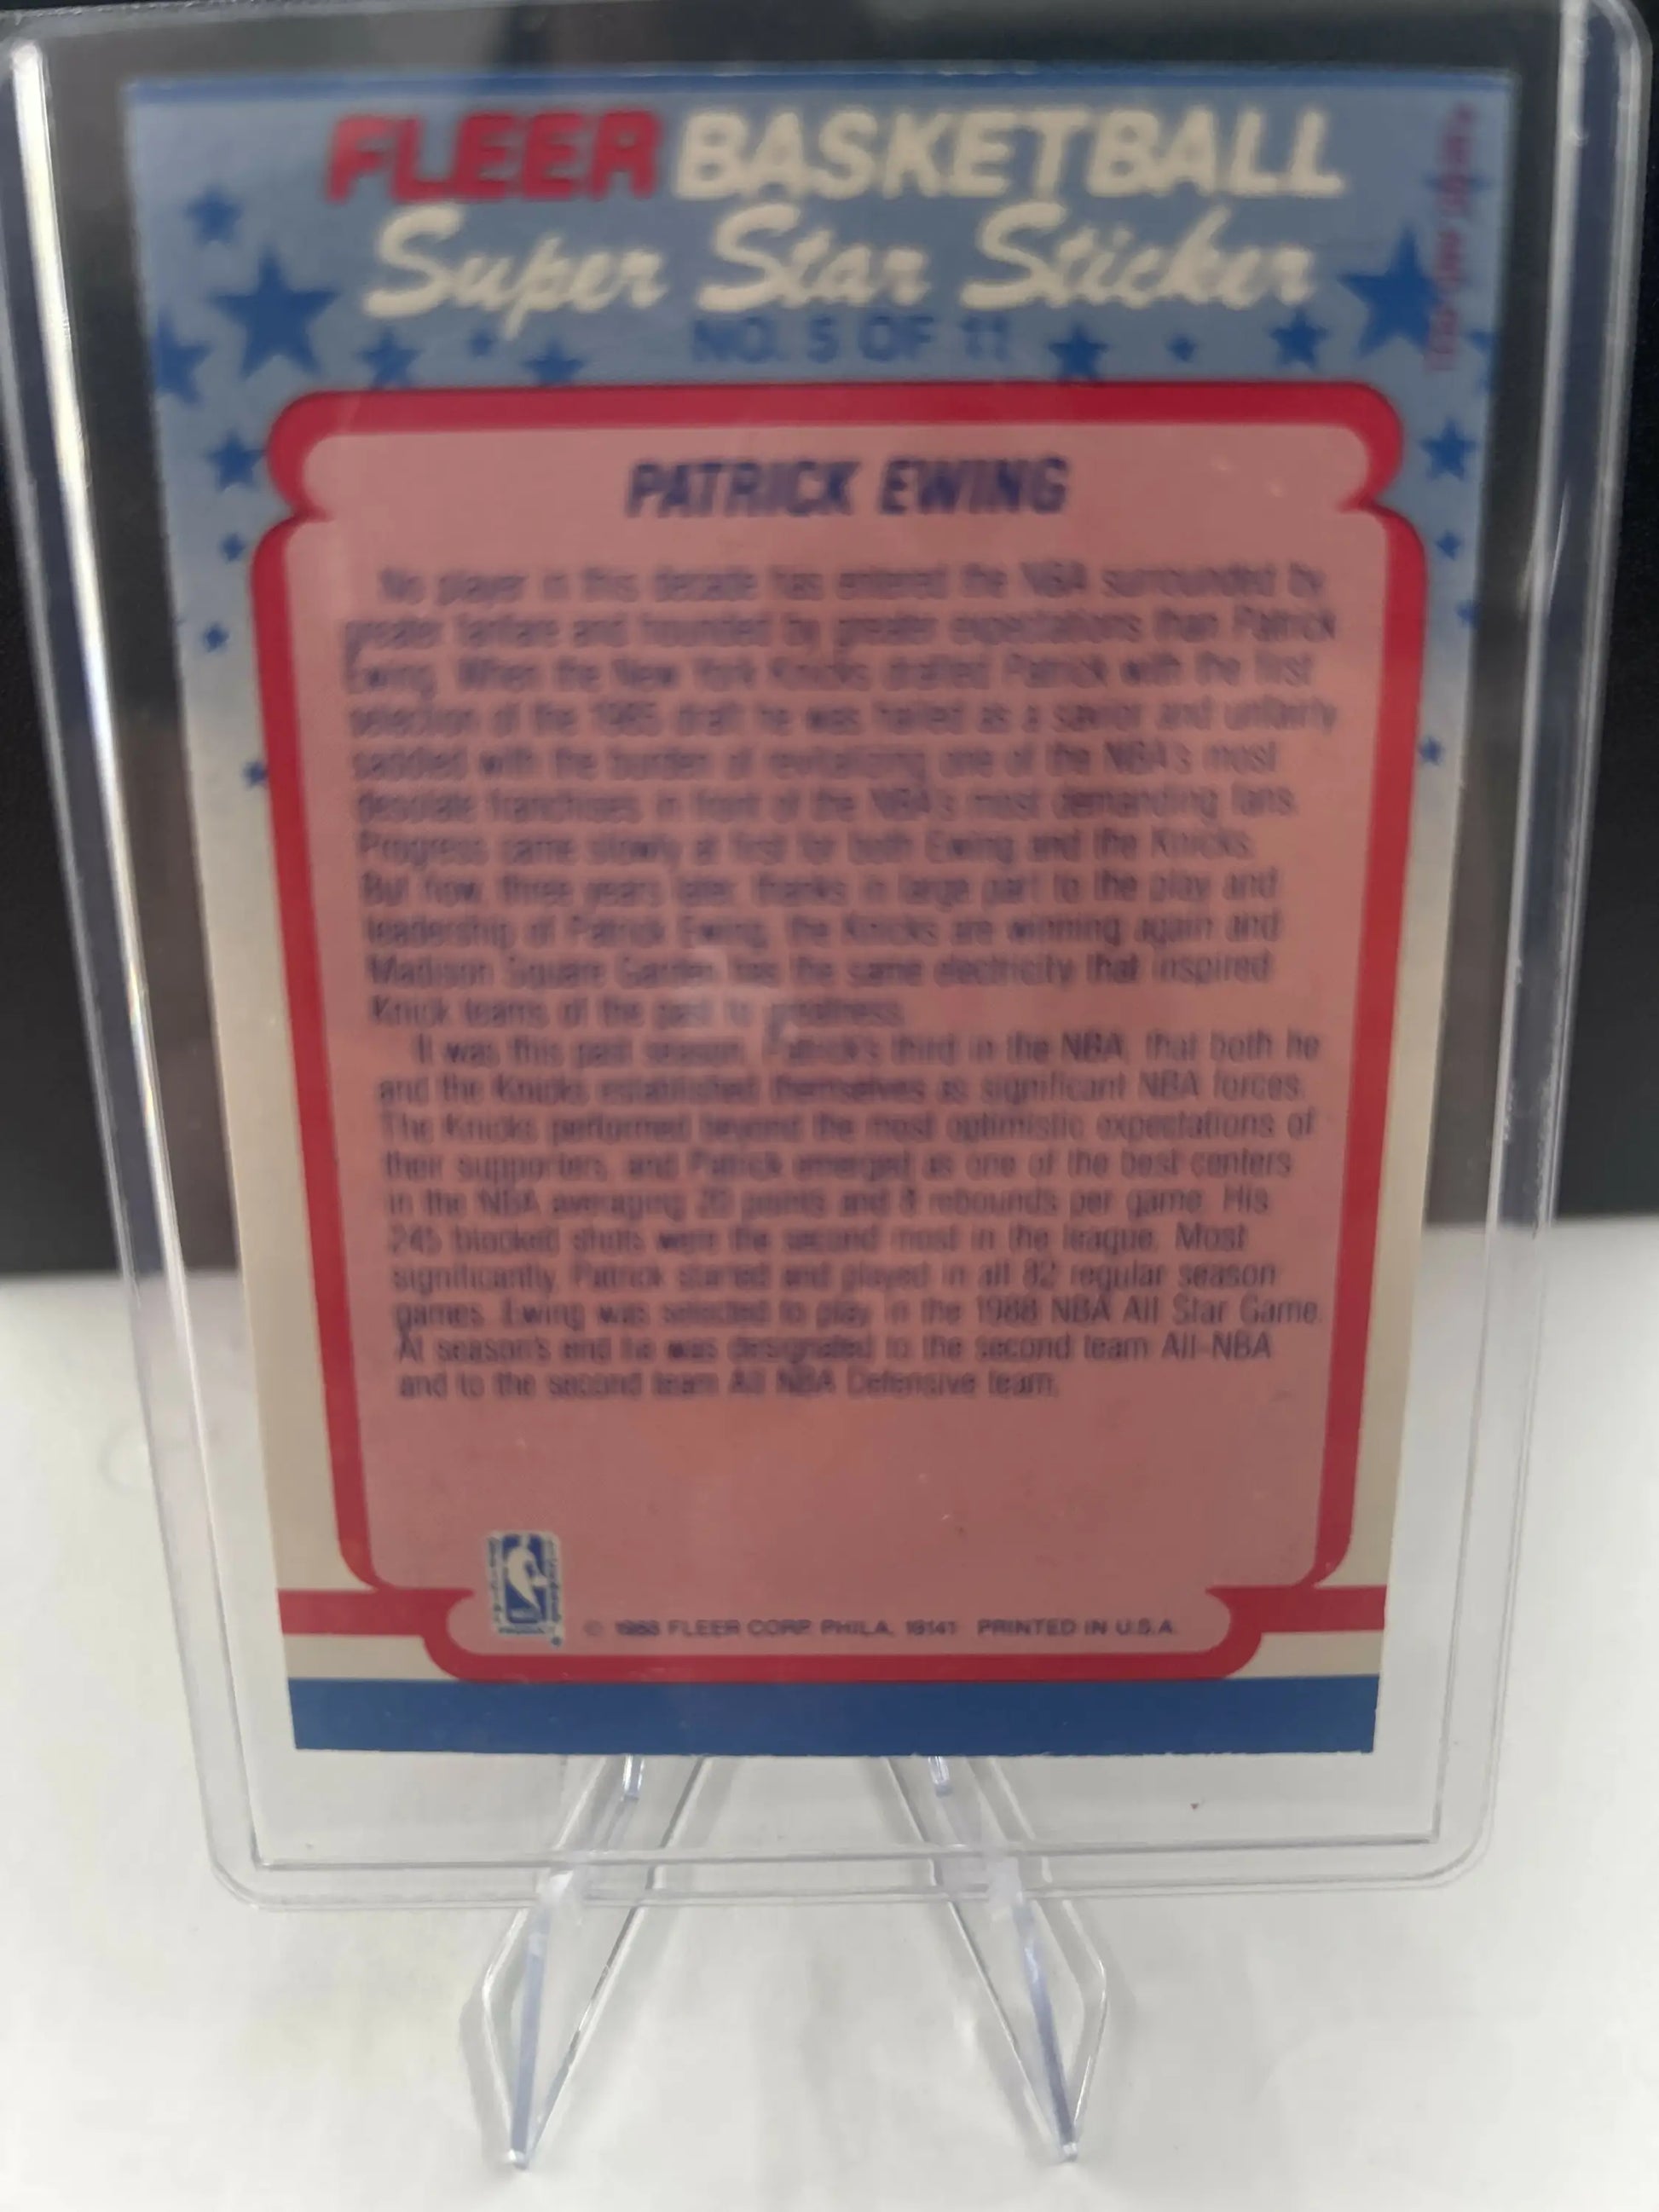 FLEER BASKETBALL
Super Star Sticker
NO. 5 OF 11
PATRICK EWING
No player in this decade has entered the NBA surrounded by
greater fanfare and hounded by greater expectations than Patrick
Ewing. When the New York Knicks drafted Patrick with the first
selection of the 1985 draft he was hailed as a savior and unfairly
saddled with the burden of revitalizing one of the NBA's most
desolate franchises in front of the NBA's most demanding fans.
Progress came slowly at first for both Ewing and the Knicks.
But now, three years later, thanks in large part to the play and
leadership of Patrick Ewing, the Knicks are winning again and
Madison Square Garden has the same electricity that inspired
Knick teams of the past to greatness.
It was this past season, Patrick's third in the NBA, that both he
and the Knicks established themselves as significant NBA forces.
The Knicks performed beyond the most optimistic expectations of
their supporters, and Patrick emerged as one of the best centers
in the NBA averaging 20 points and 8 rebounds per game. His
245 blocked shots were the second most in the league. Most
significantly, Patrick started and played in all 82 regular season
games. Ewing was selected to play in the 1988 NBA All Star Game.
At season's end he was designated to the second team All-NBA
and to the second team All NBA Defensive team.
© 1988 FLEER CORP. PHILA. 19141 PRINTED IN U.S.A.